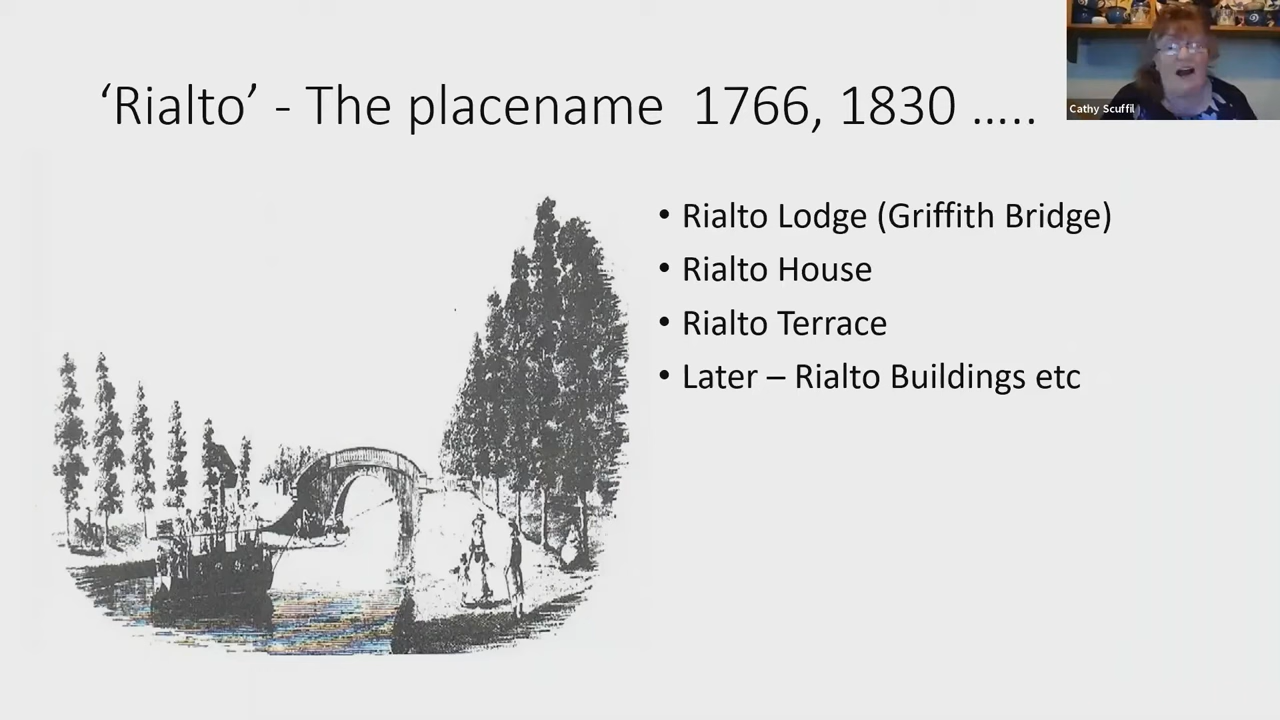 ‘Rialto’ - The placename 1766, 1830 …..
Cathy Scuffil
• Rialto Lodge (Griffith Bridge)
• Rialto House
• Rialto Terrace
• Later – Rialto Buildings etc